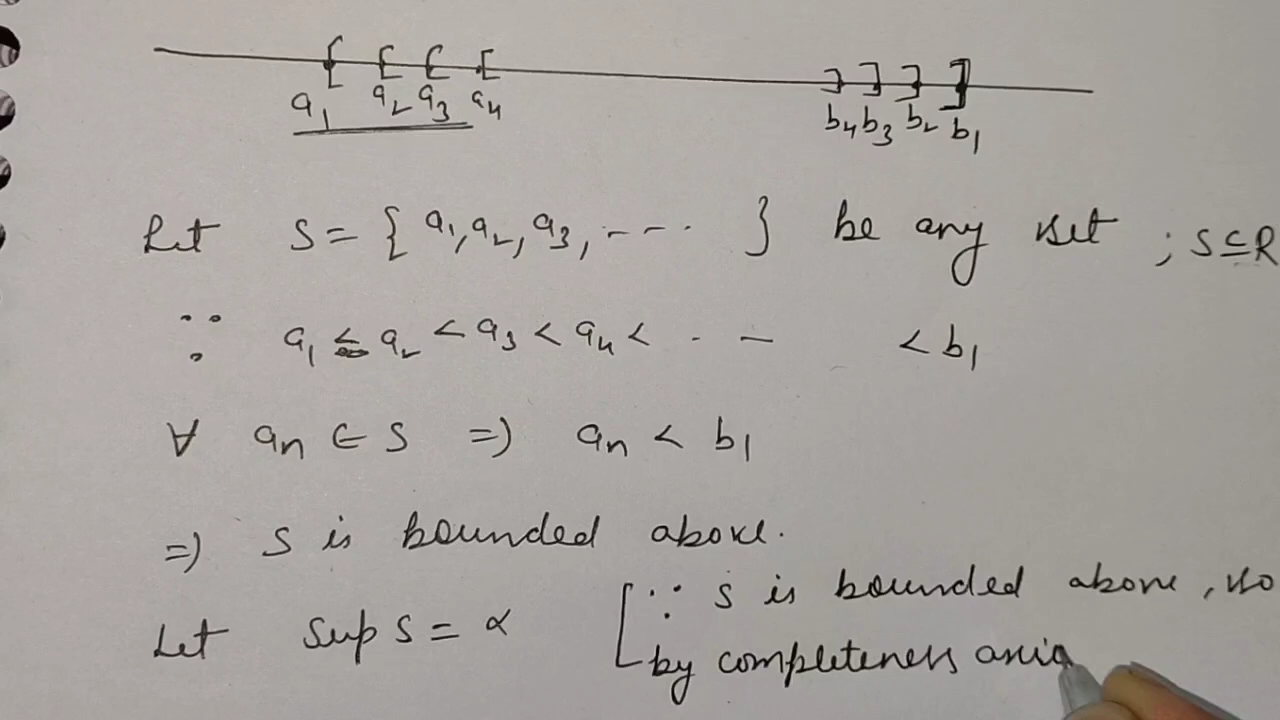 [ [ [ [ ] ] ] ]
a₁ a₂ a₃ a₄ b₄ b₃ b₂ b₁
Let S = { a₁, a₂, a₃, - - - · } be any set ; S ⊆ R
∵ a₁ ≤ a₂ < a₃ < a₄ < · – < b₁
∀ aₙ ∈ S ⇒ aₙ < b₁
⇒ S is bounded above.
Let Sup S = α [ ∵ S is bounded above, so
by completeness axio